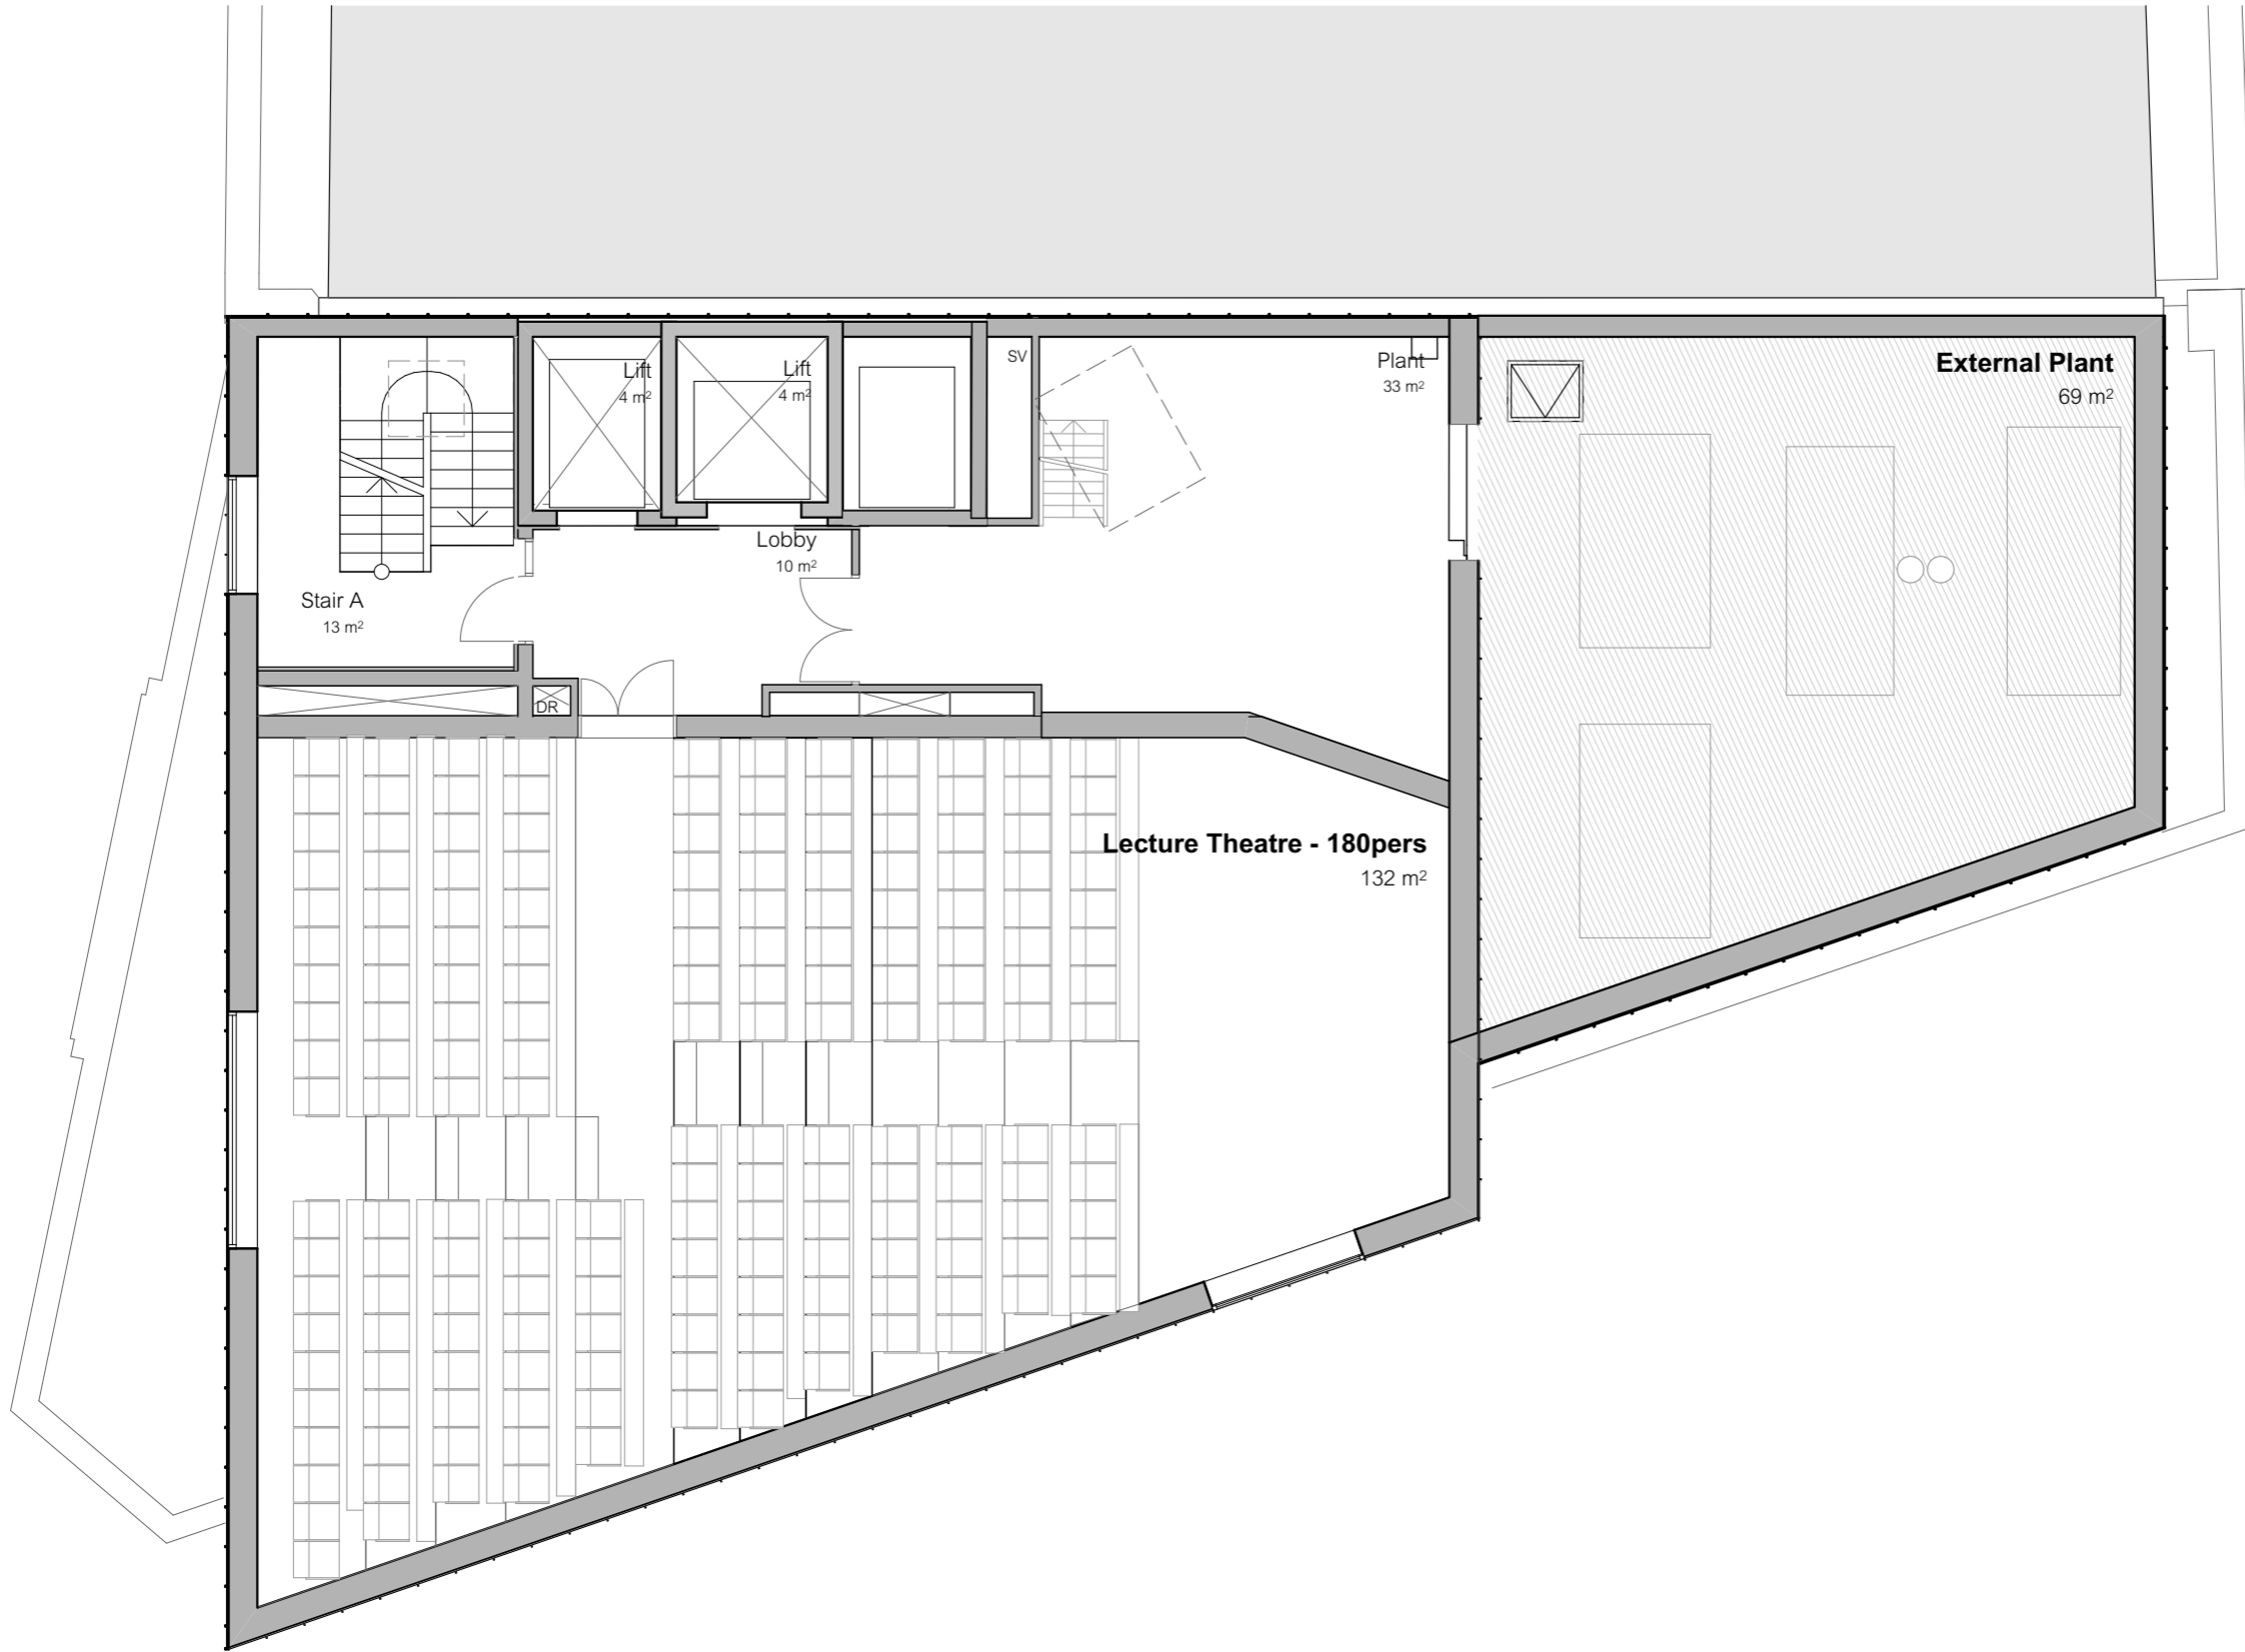 SV
Lift
4 m²
Lift
4 m²
Plant
33 m²
External Plant
69 m²
Lobby
10 m²
Stair A
13 m²
DR
Lecture Theatre - 180pers
132 m²